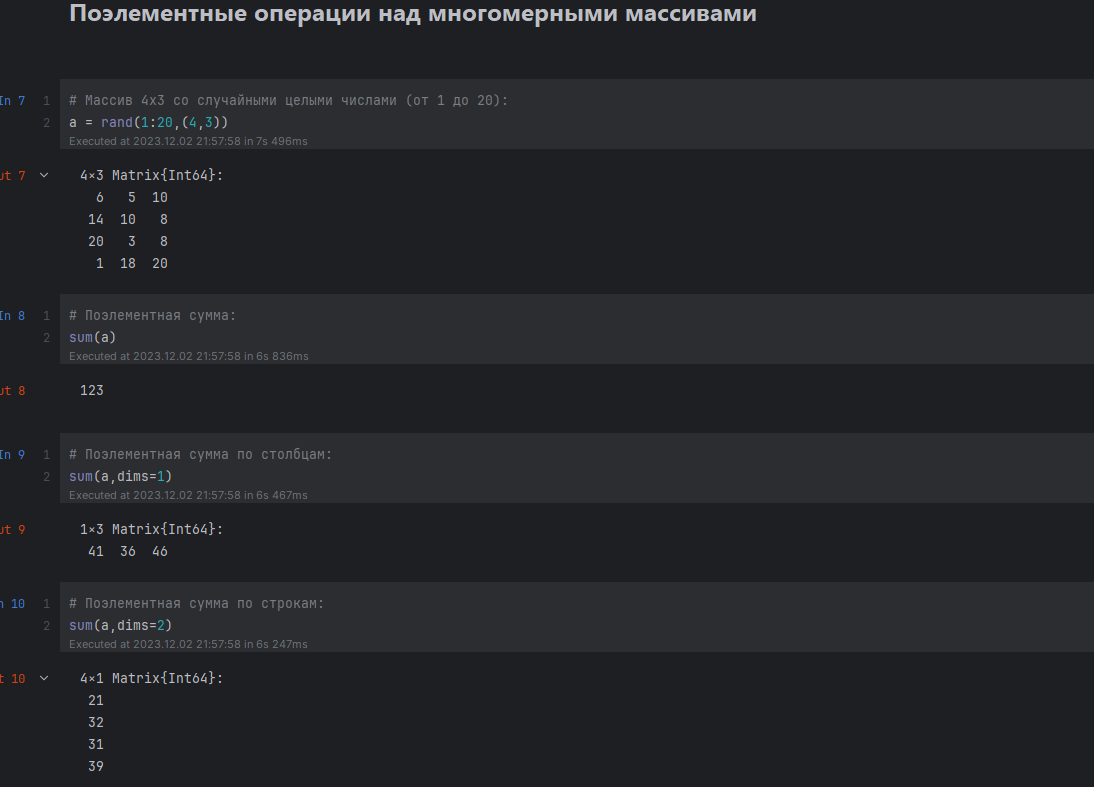 Поэлементные операции над многомерными массивами
In 7 1 # Массив 4x3 со случайными целыми числами (от 1 до 20):
2 a = rand(1:20,(4,3))
Executed at 2023.12.02 21:57:58 in 7s 496ms
ut 7 4×3 Matrix{Int64}:
6 5 10
14 10 8
20 3 8
1 18 20
In 8 1 # Поэлементная сумма:
2 sum(a)
Executed at 2023.12.02 21:57:58 in 6s 836ms
ut 8 123
In 9 1 # Поэлементная сумма по столбцам:
2 sum(a,dims=1)
Executed at 2023.12.02 21:57:58 in 6s 467ms
ut 9 1×3 Matrix{Int64}:
41 36 46
n 10 1 # Поэлементная сумма по строкам:
2 sum(a,dims=2)
Executed at 2023.12.02 21:57:58 in 6s 247ms
t 10 4×1 Matrix{Int64}:
21
32
31
39